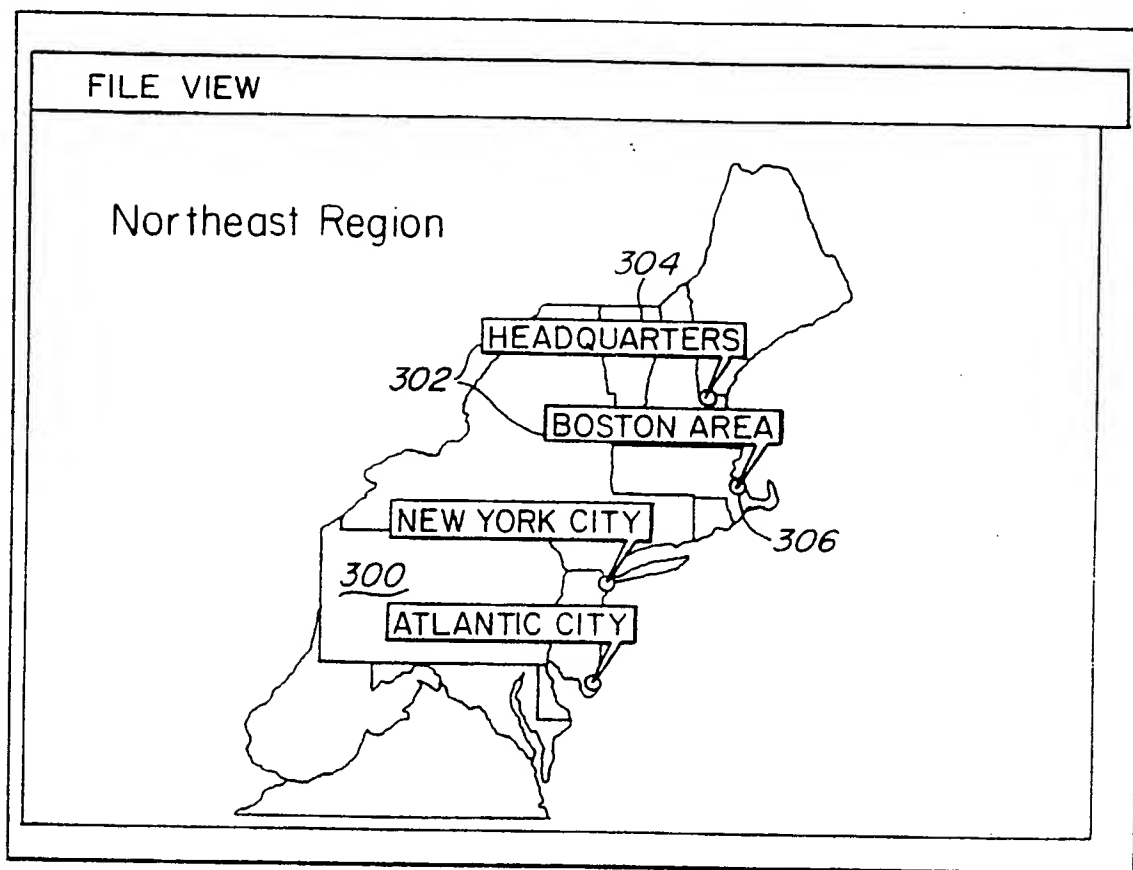 FILE VIEW
Northeast Region
304
HEADQUARTERS
302
BOSTON AREA
NEW YORK CITY
306
300
ATLANTIC CITY